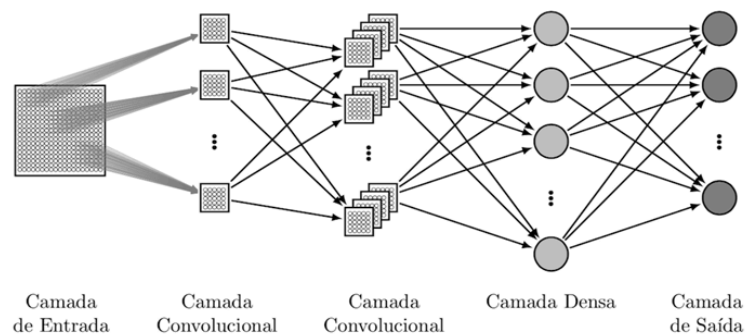 Camada
de Entrada
Camada
Convolucional
Camada
Convolucional
Camada Densa
Camada
de Saída